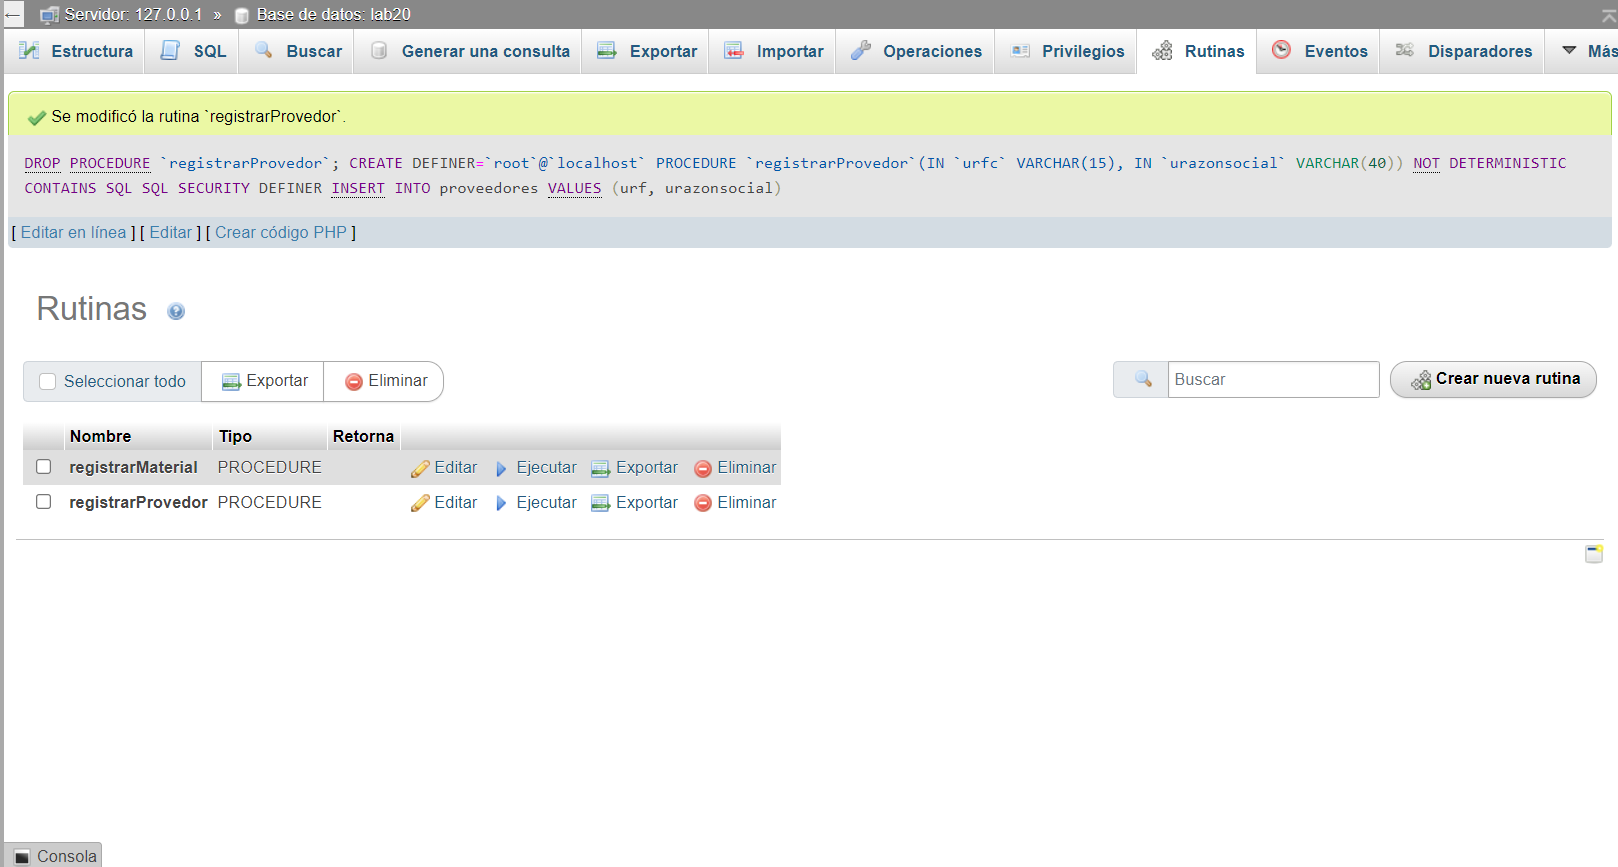 ← Servidor: 127.0.0.1 » Base de datos: lab20
Estructura SQL Buscar Generar una consulta Exportar Importar Operaciones Privilegios Rutinas Eventos Disparadores Más
Se modificó la rutina `registrarProvedor`.
DROP PROCEDURE `registrarProvedor`; CREATE DEFINER=`root`@`localhost` PROCEDURE `registrarProvedor`(IN `urfc` VARCHAR(15), IN `urazonsocial` VARCHAR(40)) NOT DETERMINISTIC
CONTAINS SQL SQL SECURITY DEFINER INSERT INTO proveedores VALUES (urf, urazonsocial)
[ Editar en línea ] [ Editar ] [ Crear código PHP ]
Rutinas
Seleccionar todo Exportar Eliminar Buscar Crear nueva rutina
Nombre Tipo Retorna
registrarMaterial PROCEDURE Editar Ejecutar Exportar Eliminar
registrarProvedor PROCEDURE Editar Ejecutar Exportar Eliminar
Consola